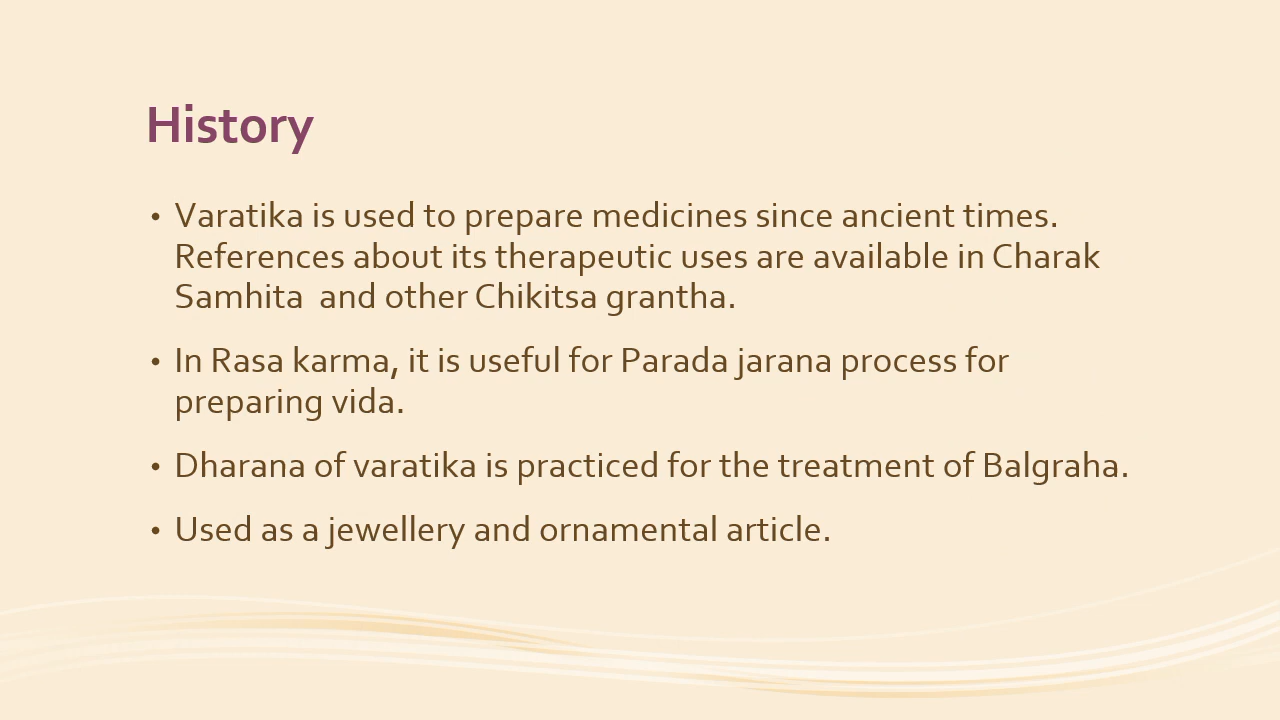 History
• Varatika is used to prepare medicines since ancient times.
References about its therapeutic uses are available in Charak
Samhita  and other Chikitsa grantha.
• In Rasa karma, it is useful for Parada jarana process for
preparing vida.
• Dharana of varatika is practiced for the treatment of Balgraha.
• Used as a jewellery and ornamental article.